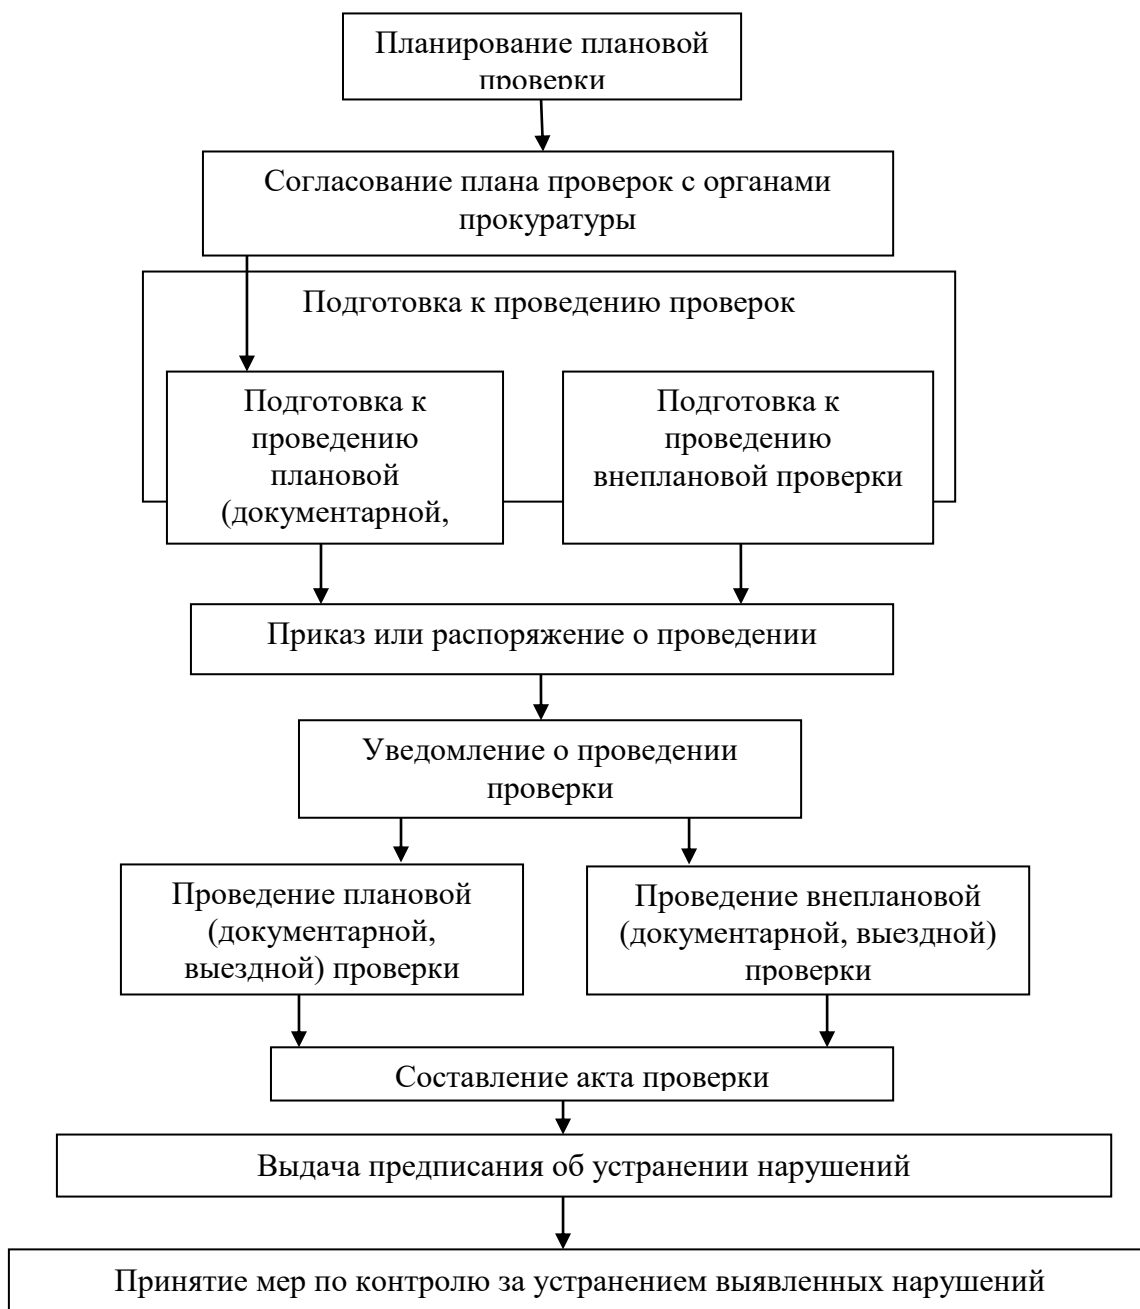 Планирование плановой
проверки
Согласование плана проверок с органами
прокуратуры
Подготовка к проведению проверок
Подготовка к
проведению
плановой
(документарной,
Подготовка к
проведению
внеплановой проверки
Приказ или распоряжение о проведении
Уведомление о проведении
проверки
Проведение плановой
(документарной,
выездной) проверки
Проведение внеплановой
(документарной, выездной)
проверки
Составление акта проверки
Выдача предписания об устранении нарушений
Принятие мер по контролю за устранением выявленных нарушений